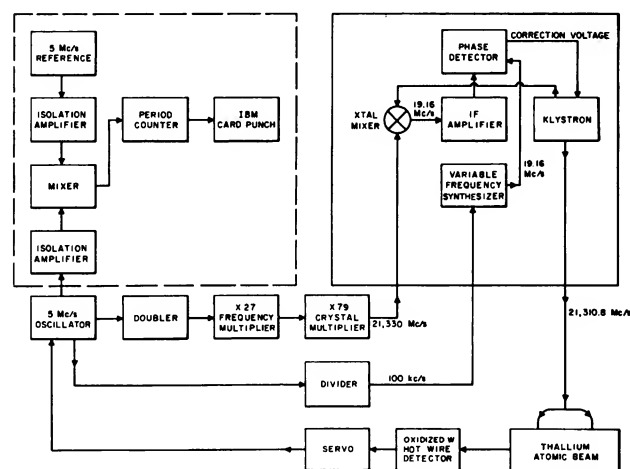 5 Mc/s
REFERENCE
ISOLATION
AMPLIFIER
MIXER
ISOLATION
AMPLIFIER
PERIOD
COUNTER
IBM
CARD PUNCH
PHASE
DETECTOR
CORRECTION VOLTAGE
XTAL
MIXER
19.16
Mc/s
IF
AMPLIFIER
KLYSTRON
VARIABLE
FREQUENCY
SYNTHESIZER
19.16
Mc/s
5 Mc/s
OSCILLATOR
DOUBLER
X 27
FREQUENCY
MULTIPLIER
X79
CRYSTAL
MULTIPLIER
21,330 Mc/s
21,310.8 Mc/s
DIVIDER
100 kc/s
SERVO
OXIDIZED W
HOT WIRE
DETECTOR
THALLIUM
ATOMIC BEAM